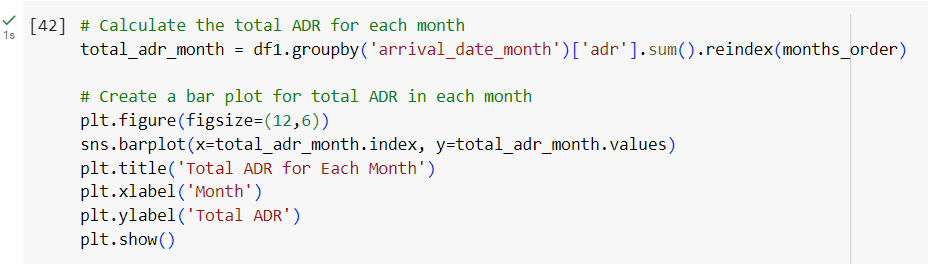 [42] # Calculate the total ADR for each month
1s
total_adr_month = df1.groupby('arrival_date_month')['adr'].sum().reindex(months_order)
# Create a bar plot for total ADR in each month
plt.figure(figsize=(12,6))
sns.barplot(x=total_adr_month.index, y=total_adr_month.values)
plt.title('Total ADR for Each Month')
plt.xlabel('Month')
plt.ylabel('Total ADR')
plt.show()